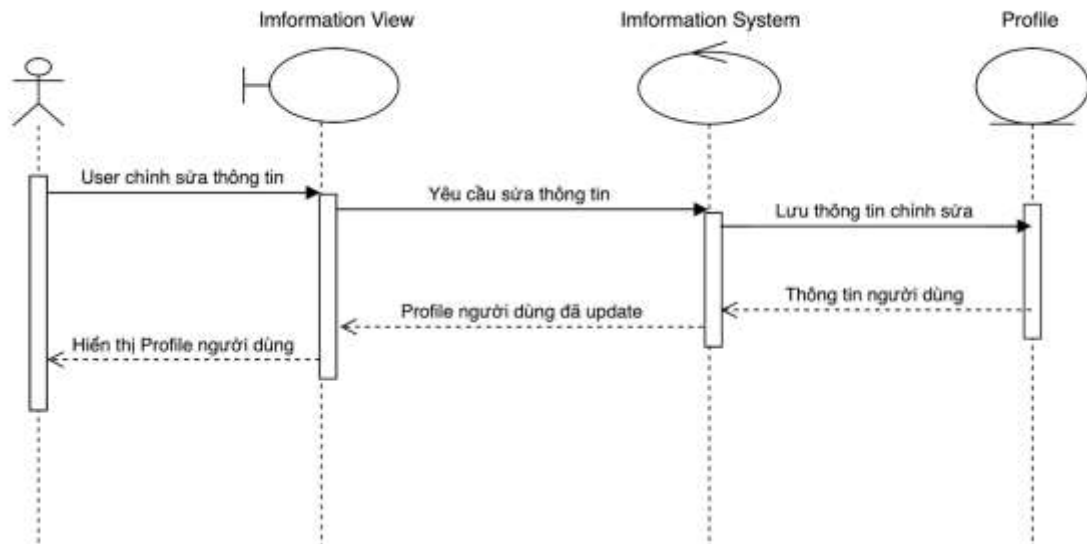 Imformation View
Imformation System
Profile
User chỉnh sửa thông tin
Yêu cầu sửa thông tin
Lưu thông tin chỉnh sửa
Thông tin người dùng
Profile người dùng đã update
Hiển thị Profile người dùng